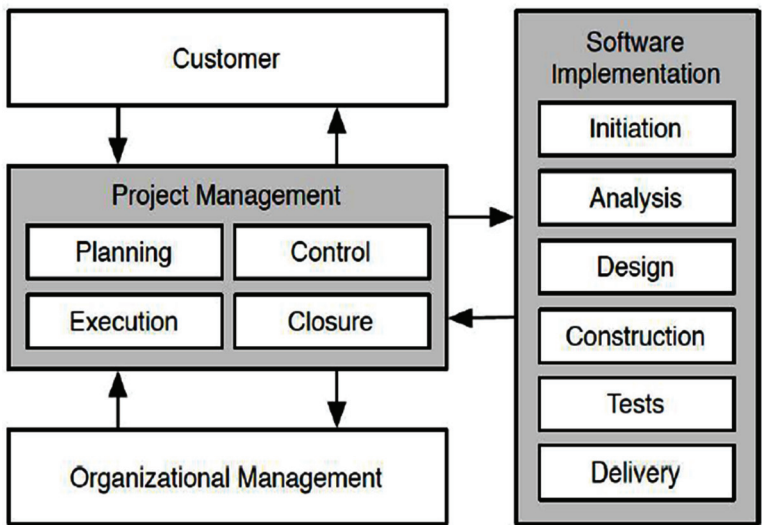 Customer
Project Management
Planning
Control
Execution
Closure
Organizational Management
Software
Implementation
Initiation
Analysis
Design
Construction
Tests
Delivery